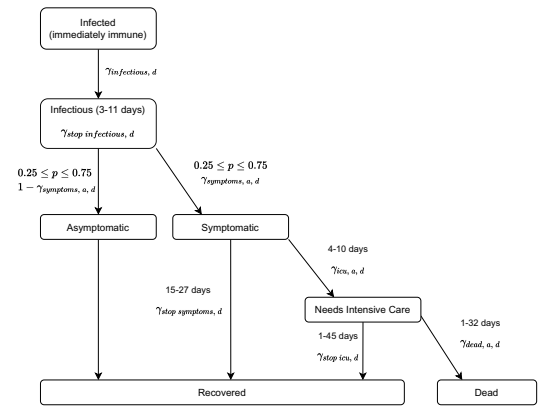 Infected
(immediately immune)
γinfectious, d
Infectious (3-11 days)
γstop infectious, d
0.25 ≤ p ≤ 0.75
1 − γsymptoms, a, d
0.25 ≤ p ≤ 0.75
γsymptoms, a, d
Asymptomatic
Symptomatic
4-10 days
γicu, a, d
15-27 days
γstop symptoms, d
Needs Intensive Care
1-45 days
γstop icu, d
1-32 days
γdead, a, d
Recovered
Dead